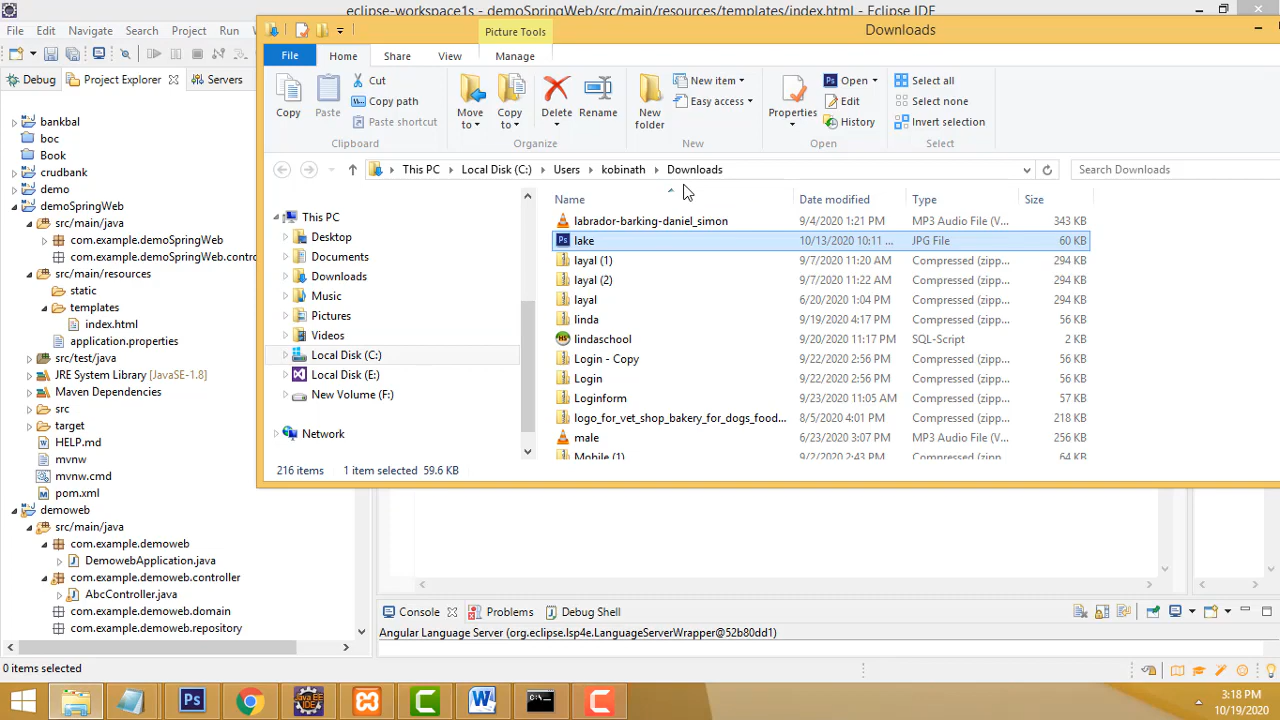 eclipse-workspace1s - demoSpringWeb/src/main/resources/templates/index.html - Eclipse IDE
File Edit Navigate Search Project Run
Debug Project Explorer Servers
bankbal
boc
Book
crudbank
demo
demoSpringWeb
src/main/java
com.example.demoSpringWeb
com.example.demoSpringWeb.contro
src/main/resources
static
templates
index.html
application.properties
src/test/java
JRE System Library [JavaSE-1.8]
Maven Dependencies
src
target
HELP.md
mvnw
mvnw.cmd
pom.xml
demoweb
src/main/java
com.example.demoweb
DemowebApplication.java
com.example.demoweb.controller
AbcController.java
com.example.demoweb.domain
com.example.demoweb.repository
0 items selected
Picture Tools
Downloads
File Home Share View Manage
Copy
Paste
Cut
Copy path
Paste shortcut
Clipboard
Move to
Copy to
Delete
Rename
Organize
New folder
New item
Easy access
New
Properties
Open
Edit
History
Open
Select all
Select none
Invert selection
Select
This PC Local Disk (C:) Users kobinath Downloads
Search Downloads
This PC
Desktop
Documents
Downloads
Music
Pictures
Videos
Local Disk (C:)
Local Disk (E:)
New Volume (F:)
Network
Name Date modified Type Size
labrador-barking-daniel_simon 9/4/2020 1:21 PM MP3 Audio File (V... 343 KB
lake 10/13/2020 10:11 ... JPG File 60 KB
layal (1) 9/7/2020 11:20 AM Compressed (zipp... 294 KB
layal (2) 9/7/2020 11:22 AM Compressed (zipp... 294 KB
layal 6/20/2020 1:04 PM Compressed (zipp... 294 KB
linda 9/19/2020 4:17 PM Compressed (zipp... 56 KB
lindaschool 9/20/2020 11:17 PM SQL-Script 2 KB
Login - Copy 9/22/2020 2:56 PM Compressed (zipp... 56 KB
Login 9/22/2020 2:56 PM Compressed (zipp... 56 KB
Loginform 9/23/2020 11:05 AM Compressed (zipp... 57 KB
logo_for_vet_shop_bakery_for_dogs_food... 8/5/2020 4:01 PM Compressed (zipp... 218 KB
male 6/23/2020 3:07 PM MP3 Audio File (V... 256 KB
Mobile (1) 9/2/2020 2:43 PM Compressed (zipp... 64 KB
216 items 1 item selected 59.6 KB
Console Problems Debug Shell
Angular Language Server (org.eclipse.lsp4e.LanguageServerWrapper@52b80dd1)
Ps
Java EE IDE
3:18 PM
10/19/2020